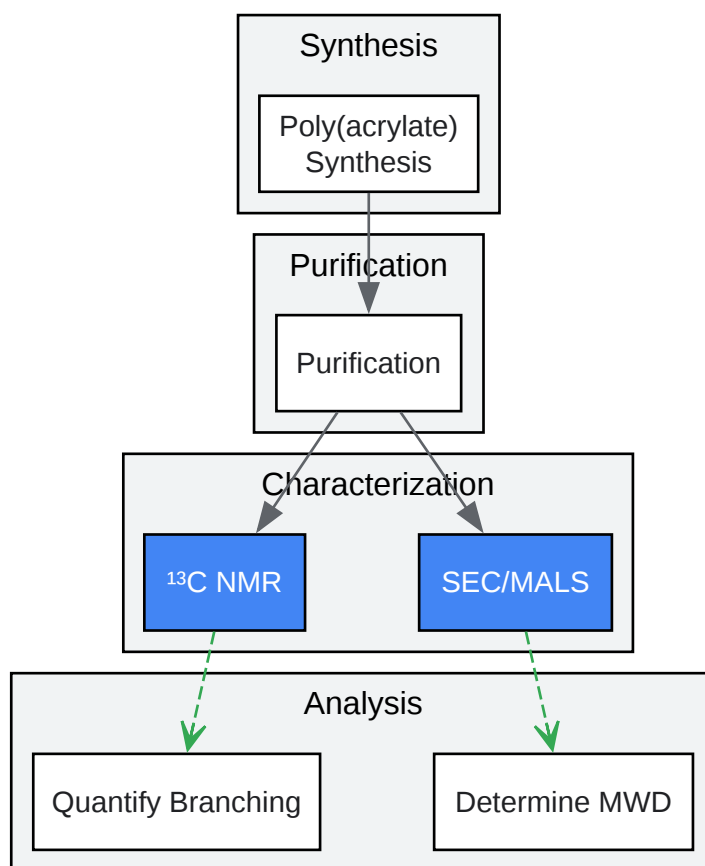 Synthesis
Poly(acrylate)
Synthesis
Purification
Purification
Characterization
¹³C NMR
SEC/MALS
Analysis
Quantify Branching
Determine MWD